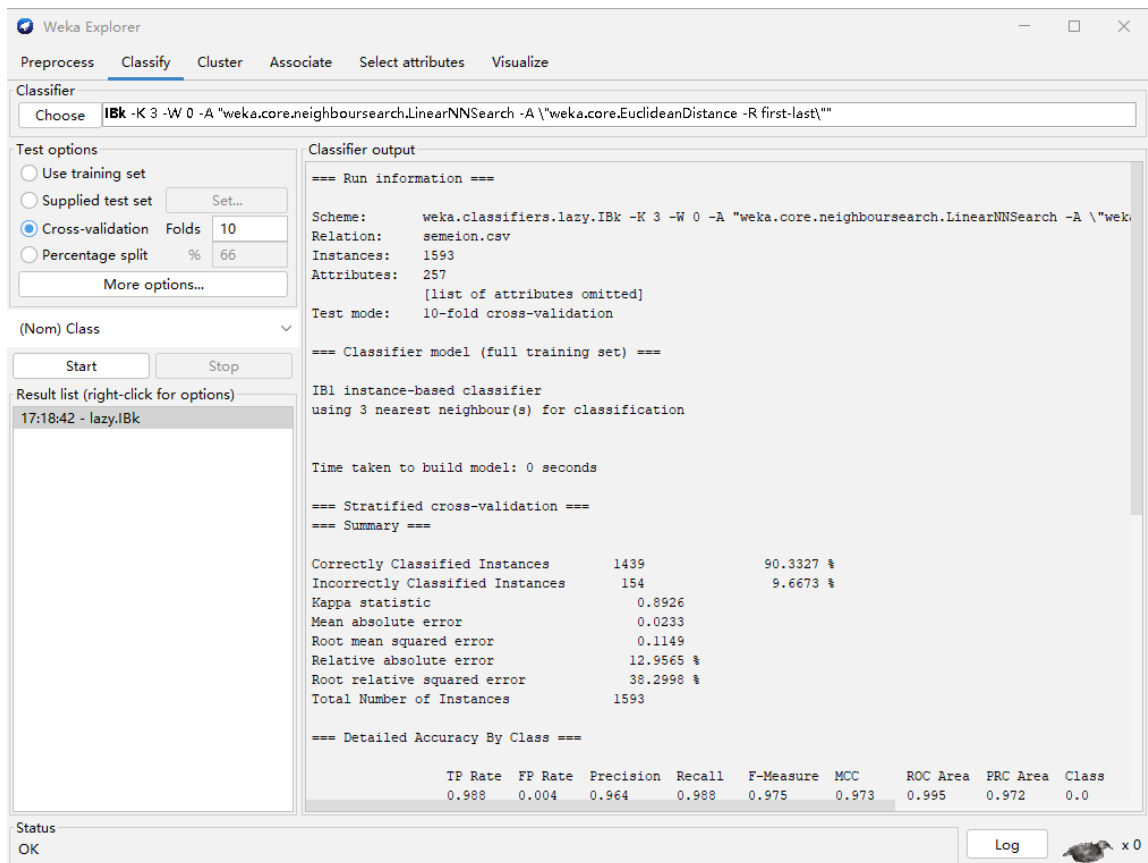 Weka Explorer
Preprocess Classify Cluster Associate Select attributes Visualize
Classifier
Choose IBk -K 3 -W 0 -A "weka.core.neighboursearch.LinearNNSearch -A \"weka.core.EuclideanDistance -R first-last\""
Test options
Use training set
Supplied test set Set...
Cross-validation Folds 10
Percentage split % 66
More options...
(Nom) Class
Start Stop
Result list (right-click for options)
17:18:42 - lazy.IBk
Classifier output
=== Run information ===
Scheme: weka.classifiers.lazy.IBk -K 3 -W 0 -A "weka.core.neighboursearch.LinearNNSearch -A \"wek
Relation: semeion.csv
Instances: 1593
Attributes: 257
[list of attributes omitted]
Test mode: 10-fold cross-validation
=== Classifier model (full training set) ===
IB1 instance-based classifier
using 3 nearest neighbour(s) for classification
Time taken to build model: 0 seconds
=== Stratified cross-validation ===
=== Summary ===
Correctly Classified Instances 1439 90.3327 %
Incorrectly Classified Instances 154 9.6673 %
Kappa statistic 0.8926
Mean absolute error 0.0233
Root mean squared error 0.1149
Relative absolute error 12.9565 %
Root relative squared error 38.2998 %
Total Number of Instances 1593
=== Detailed Accuracy By Class ===
TP Rate FP Rate Precision Recall F-Measure MCC ROC Area PRC Area Class
0.988 0.004 0.964 0.988 0.975 0.973 0.995 0.972 0.0
Status
OK
Log
x 0